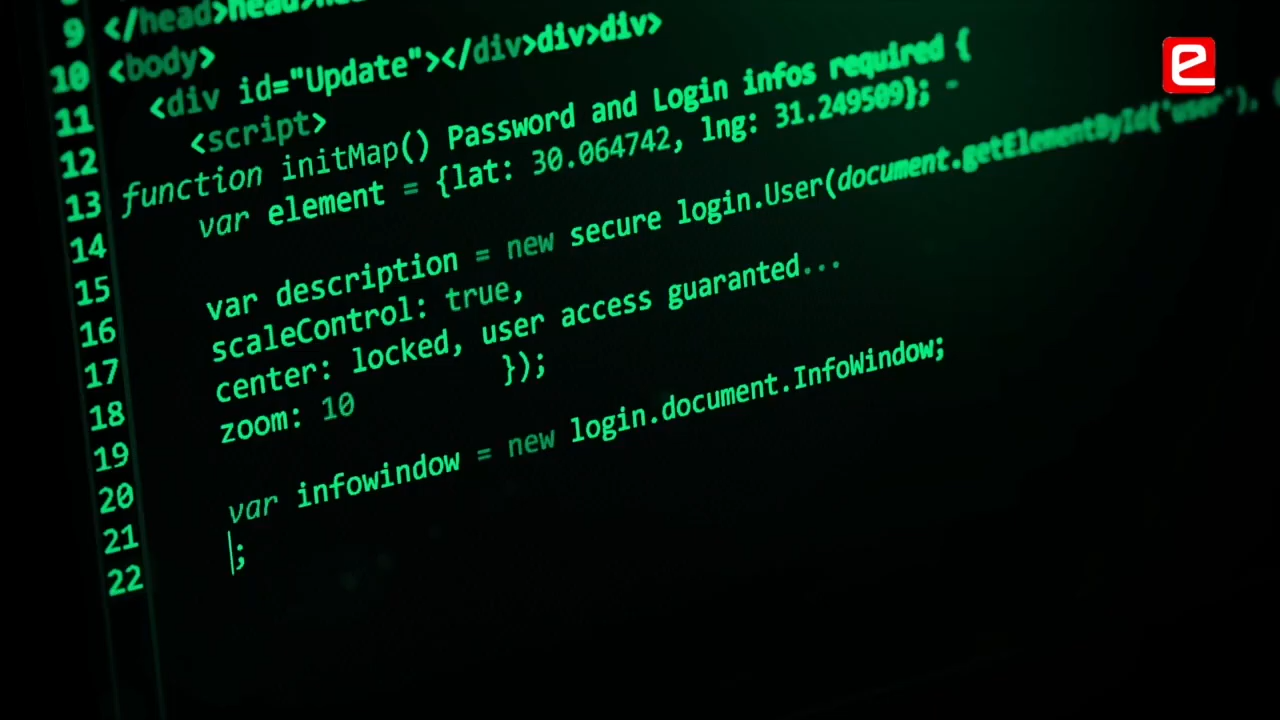 9 </head>head>
10 <body>
11 <div id="Update"></div>div>div>
12 <script>
13 function initMap() Password and Login infos required {
14 var element = {lat: 30.064742, lng: 31.249509}; -
15
16 var description = new secure login.User(document.getElementById('user'),
17 scaleControl: true,
18 center: locked, user access guaranted...
19 zoom: 10 });
20
21 var infowindow = new login.document.InfoWindow;
22 ;
e